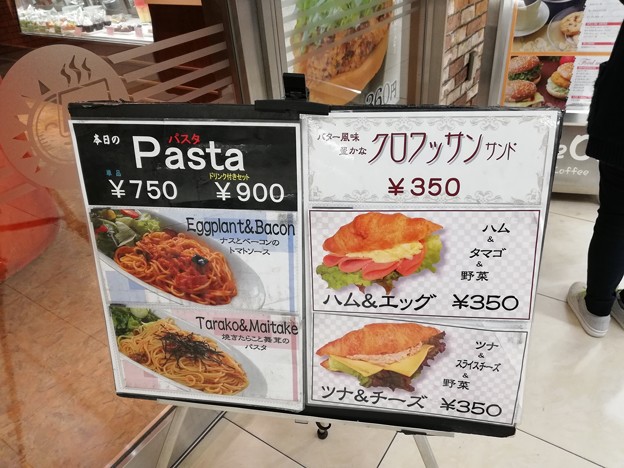 本日の
パスタ
Pasta
単品
¥750
ドリンク付きセット
¥900
Eggplant&Bacon
ナスとベーコンの
トマトソース
Tarako&Maitake
焼きたらこと舞茸の
パスタ
バター風味
豊かな
クロワッサンサンド
¥350
ハム
&
タマゴ
&
野菜
ハム&エッグ ¥350
ツナ
&
スライスチーズ
&
野菜
ツナ&チーズ ¥350
360円
Coffee